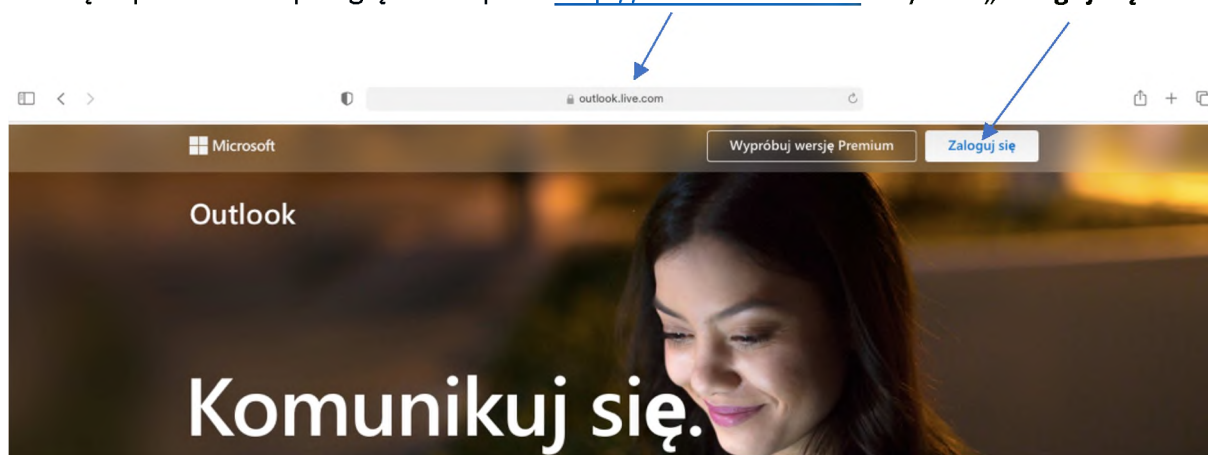 outlook.live.com
Microsoft
Wypróbuj wersję Premium
Zaloguj się
Outlook
Komunikuj się.